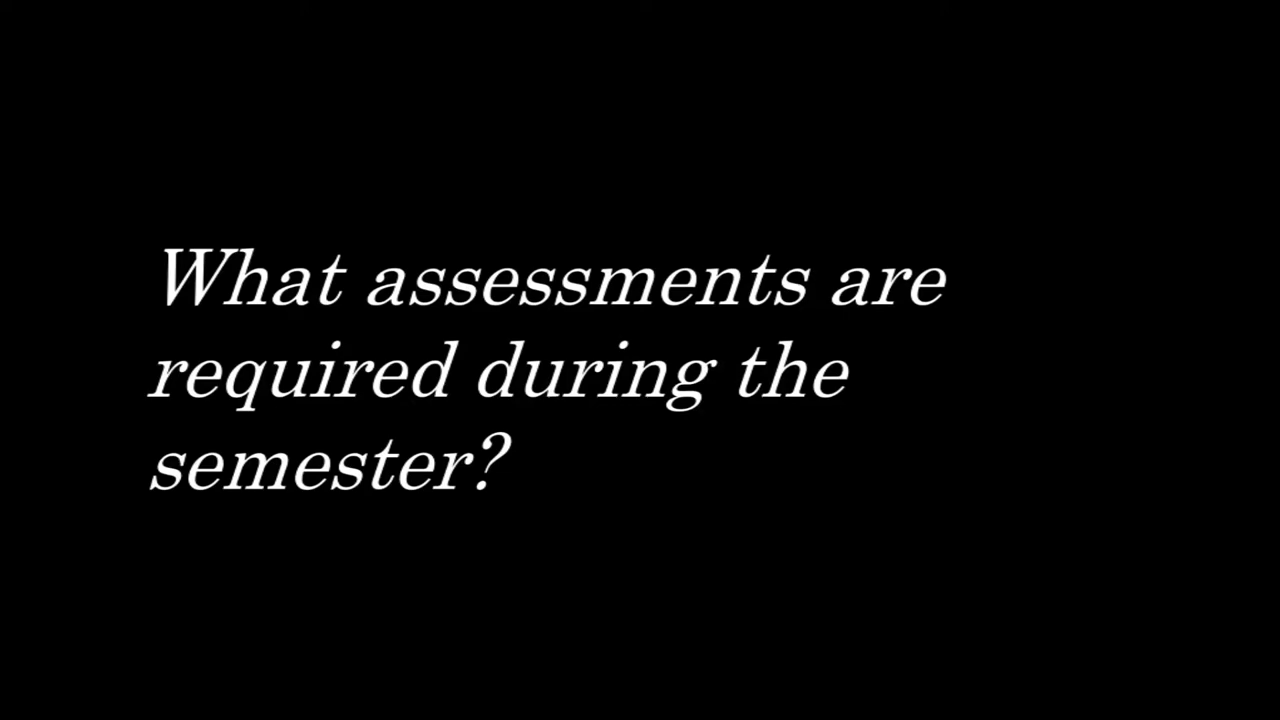 What assessments are
required during the
semester?